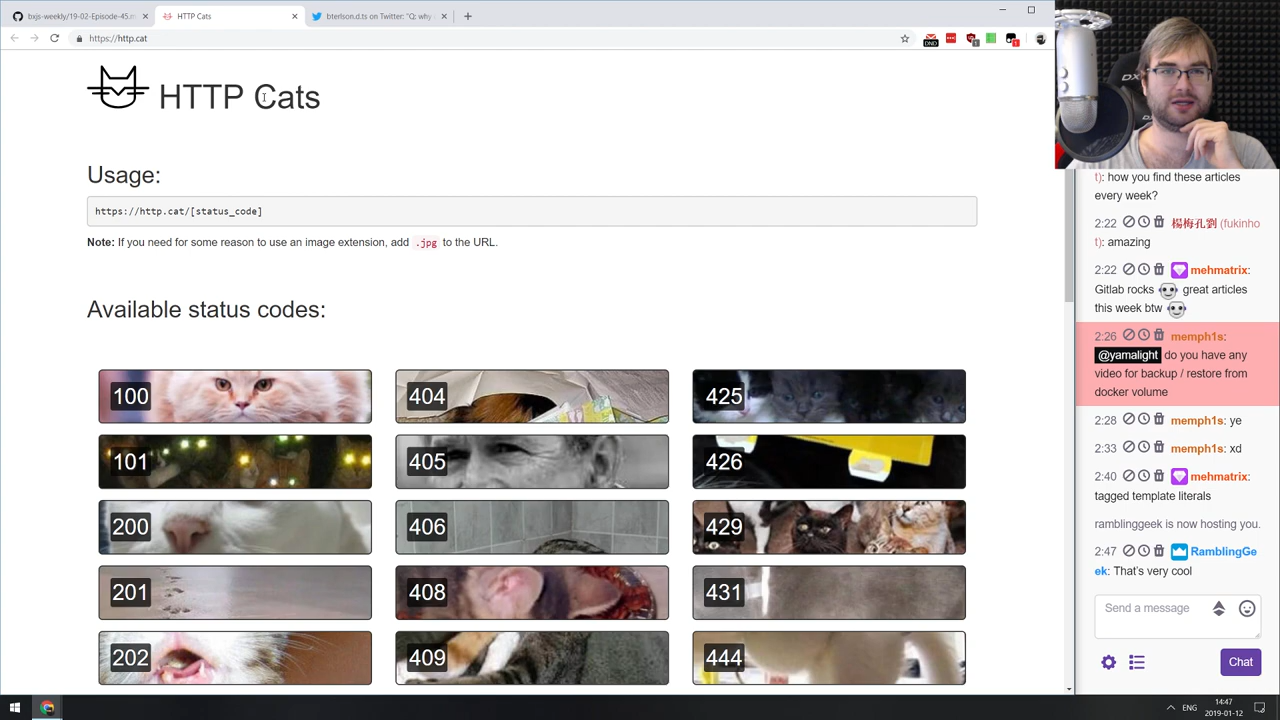 bxjs-weekly/19-02-Episode-45.m
HTTP Cats
bterlson.d.ts on Twitter: "Q: why
https://http.cat
HTTP Cats
Usage:
https://http.cat/[status_code]
Note: If you need for some reason to use an image extension, add .jpg to the URL.
Available status codes:
100
404
425
101
405
426
200
406
429
201
408
431
202
409
444
DX
t): how you find these articles
every week?
2:22 楊梅孔劉 (fukinho
t): amazing
2:22 mehmatrix:
Gitlab rocks great articles
this week btw
2:26 memph1s:
@yamalight do you have any
video for backup / restore from
docker volume
2:28 memph1s: ye
2:33 memph1s: xd
2:40 mehmatrix:
tagged template literals
ramblinggeek is now hosting you.
2:47 RamblingGe
ek: That's very cool
Send a message
Chat
ENG
14:47
2019-01-12